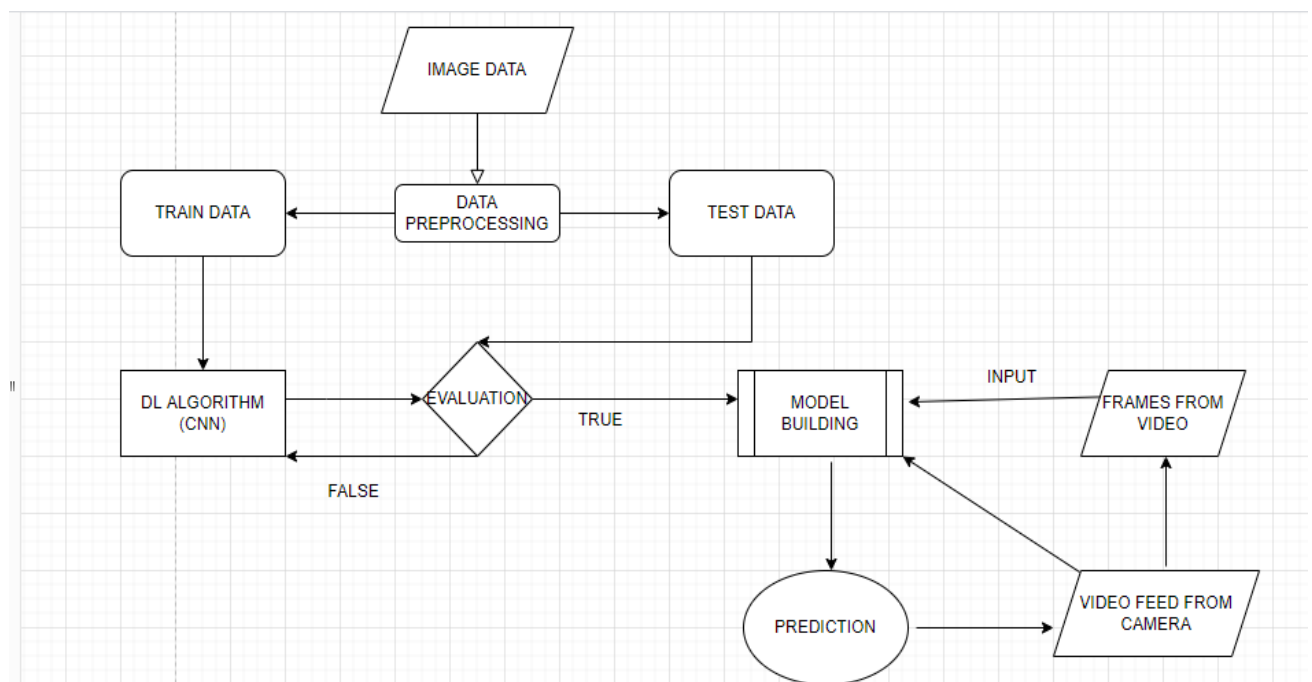 IMAGE DATA
TRAIN DATA
DATA
PREPROCESSING
TEST DATA
DL ALGORITHM
(CNN)
EVALUATION
TRUE
FALSE
MODEL
BUILDING
INPUT
FRAMES FROM
VIDEO
PREDICTION
VIDEO FEED FROM
CAMERA